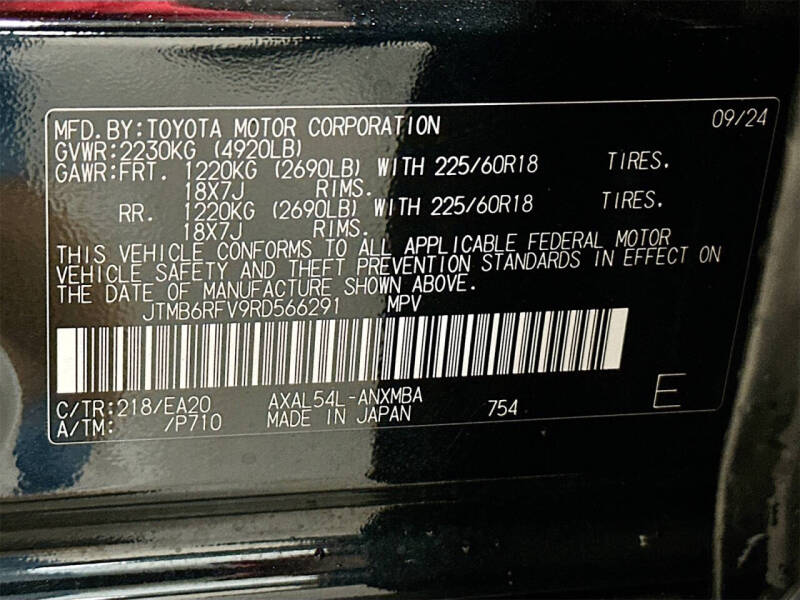 MFD.BY:TOYOTA MOTOR CORPORATION 09/24
GVWR:2230KG (4920LB)
GAWR:FRT. 1220KG (2690LB) WITH 225/60R18 TIRES.
18X7J RIMS.
RR. 1220KG (2690LB) WITH 225/60R18 TIRES.
18X7J RIMS.
THIS VEHICLE CONFORMS TO ALL APPLICABLE FEDERAL MOTOR
VEHICLE SAFETY AND THEFT PREVENTION STANDARDS IN EFFECT ON
THE DATE OF MANUFACTURE SHOWN ABOVE.
JTMB6RFV9RD566291 MPV
C/TR:218/EA20 AXAL54L-ANXMBA
A/TM: /P710 MADE IN JAPAN 754 E